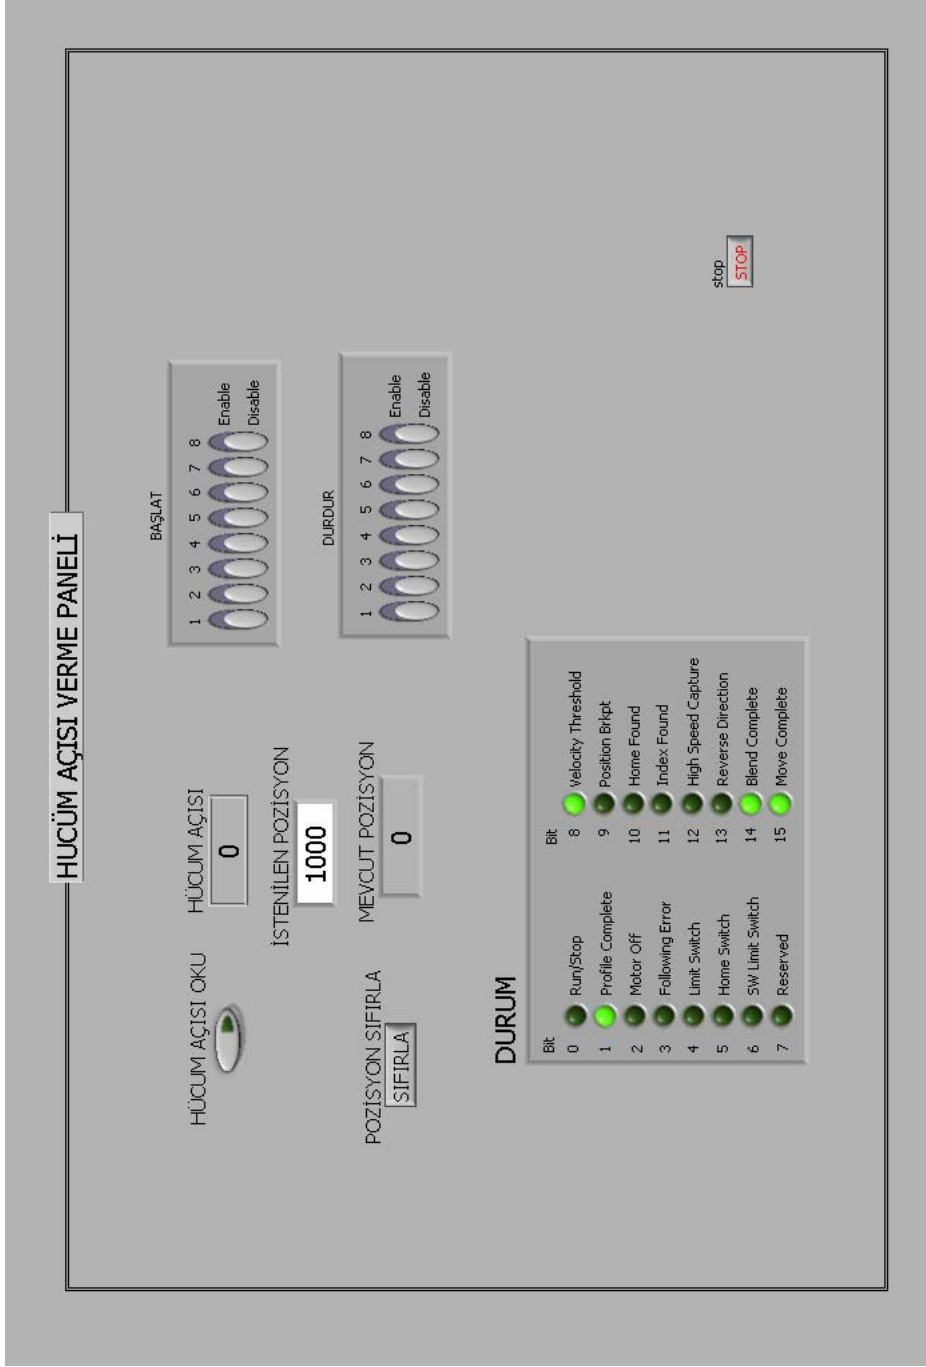 HUCÜM AÇISI VERME PANELİ
HÜCUM AÇISI OKU
HÜCUM AÇISI
0
İSTENİLEN POZİSYON
1000
POZİSYON SIFIRLA
SIFIRLA
MEVCUT POZİSYON
0
BAŞLAT
1 2 3 4 5 6 7 8
Enable
Disable
DURDUR
1 2 3 4 5 6 7 8
Enable
Disable
DURUM
Bit
0 Run/Stop
1 Profile Complete
2 Motor Off
3 Following Error
4 Limit Switch
5 Home Switch
6 SW Limit Switch
7 Reserved
Bit
8 Velocity Threshold
9 Position Brkpt
10 Home Found
11 Index Found
12 High Speed Capture
13 Reverse Direction
14 Blend Complete
15 Move Complete
stop
STOP